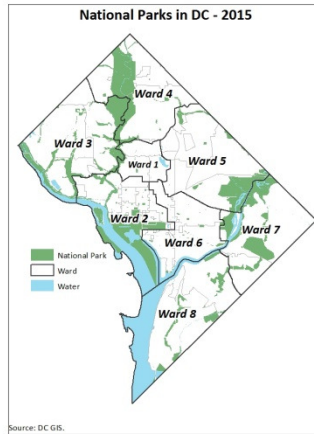 National Parks in DC - 2015
Ward 4
Ward 3
Ward 1
Ward 5
Ward 2
Ward 7
Ward 6
National Park
Ward
Water
Ward 8
Source: DC GIS.